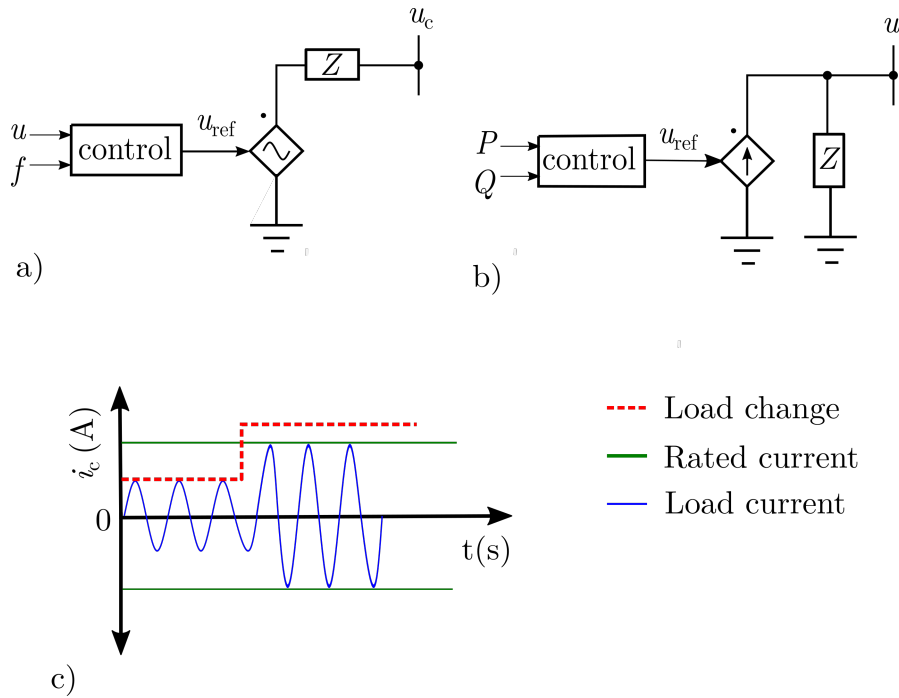 u_c
u
f
control
u_ref
Z
a)
u
P
Q
control
u_ref
Z
b)
i_c (A)
0
t(s)
c)
Load change
Rated current
Load current